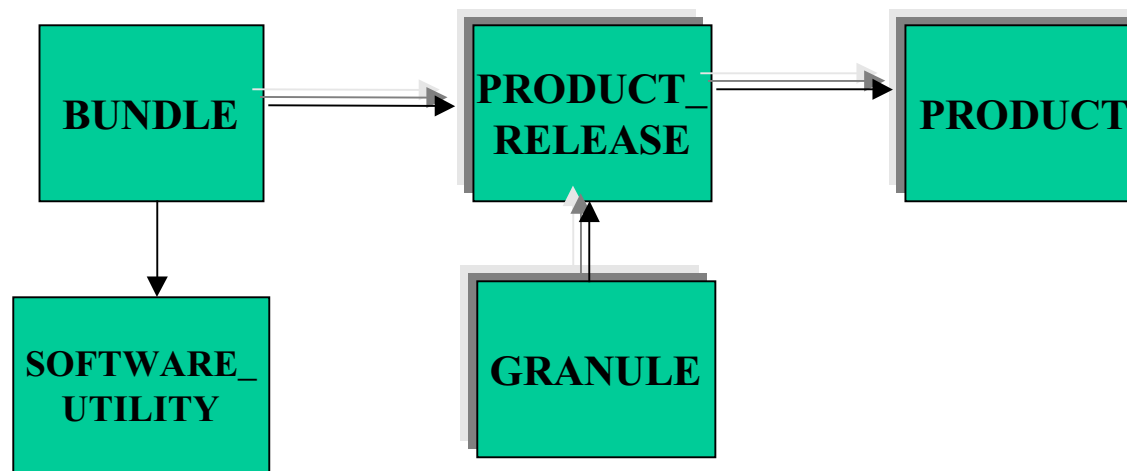 BUNDLE
PRODUCT_
RELEASE
PRODUCT
SOFTWARE_
UTILITY
GRANULE